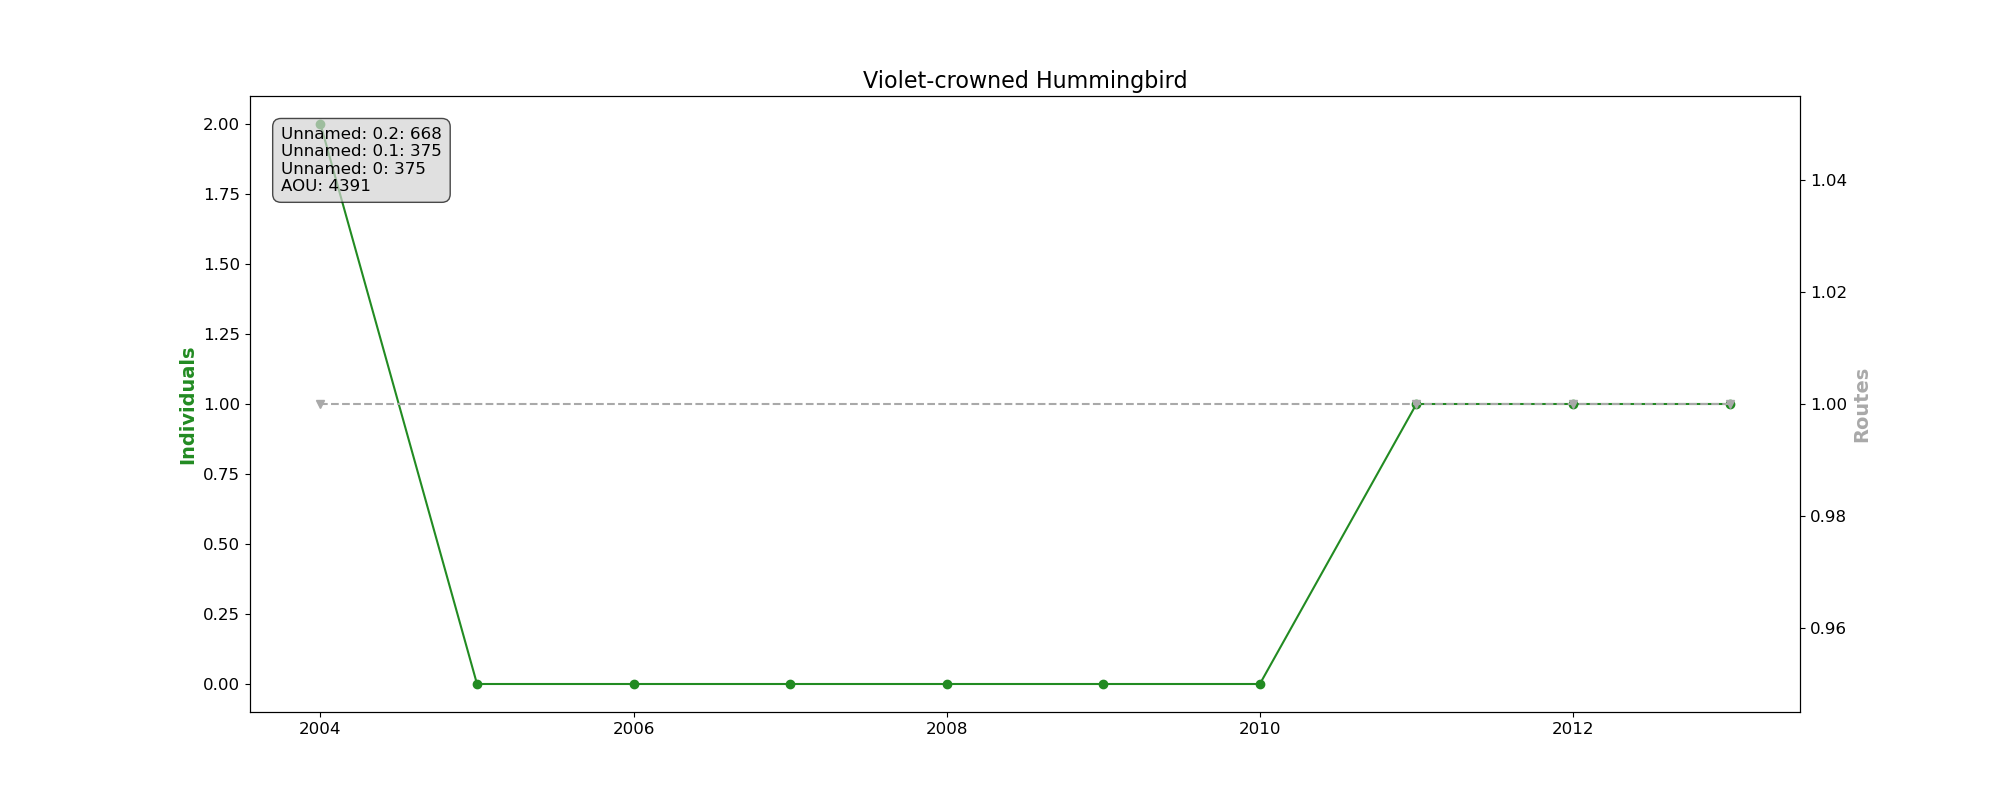 Violet-crowned Hummingbird
Unnamed: 0.2: 668
Unnamed: 0.1: 375
Unnamed: 0: 375
AOU: 4391
Individuals
2.00
1.75
1.50
1.25
1.00
0.75
0.50
0.25
0.00
1.04
1.02
1.00
0.98
0.96
Routes
2004
2006
2008
2010
2012